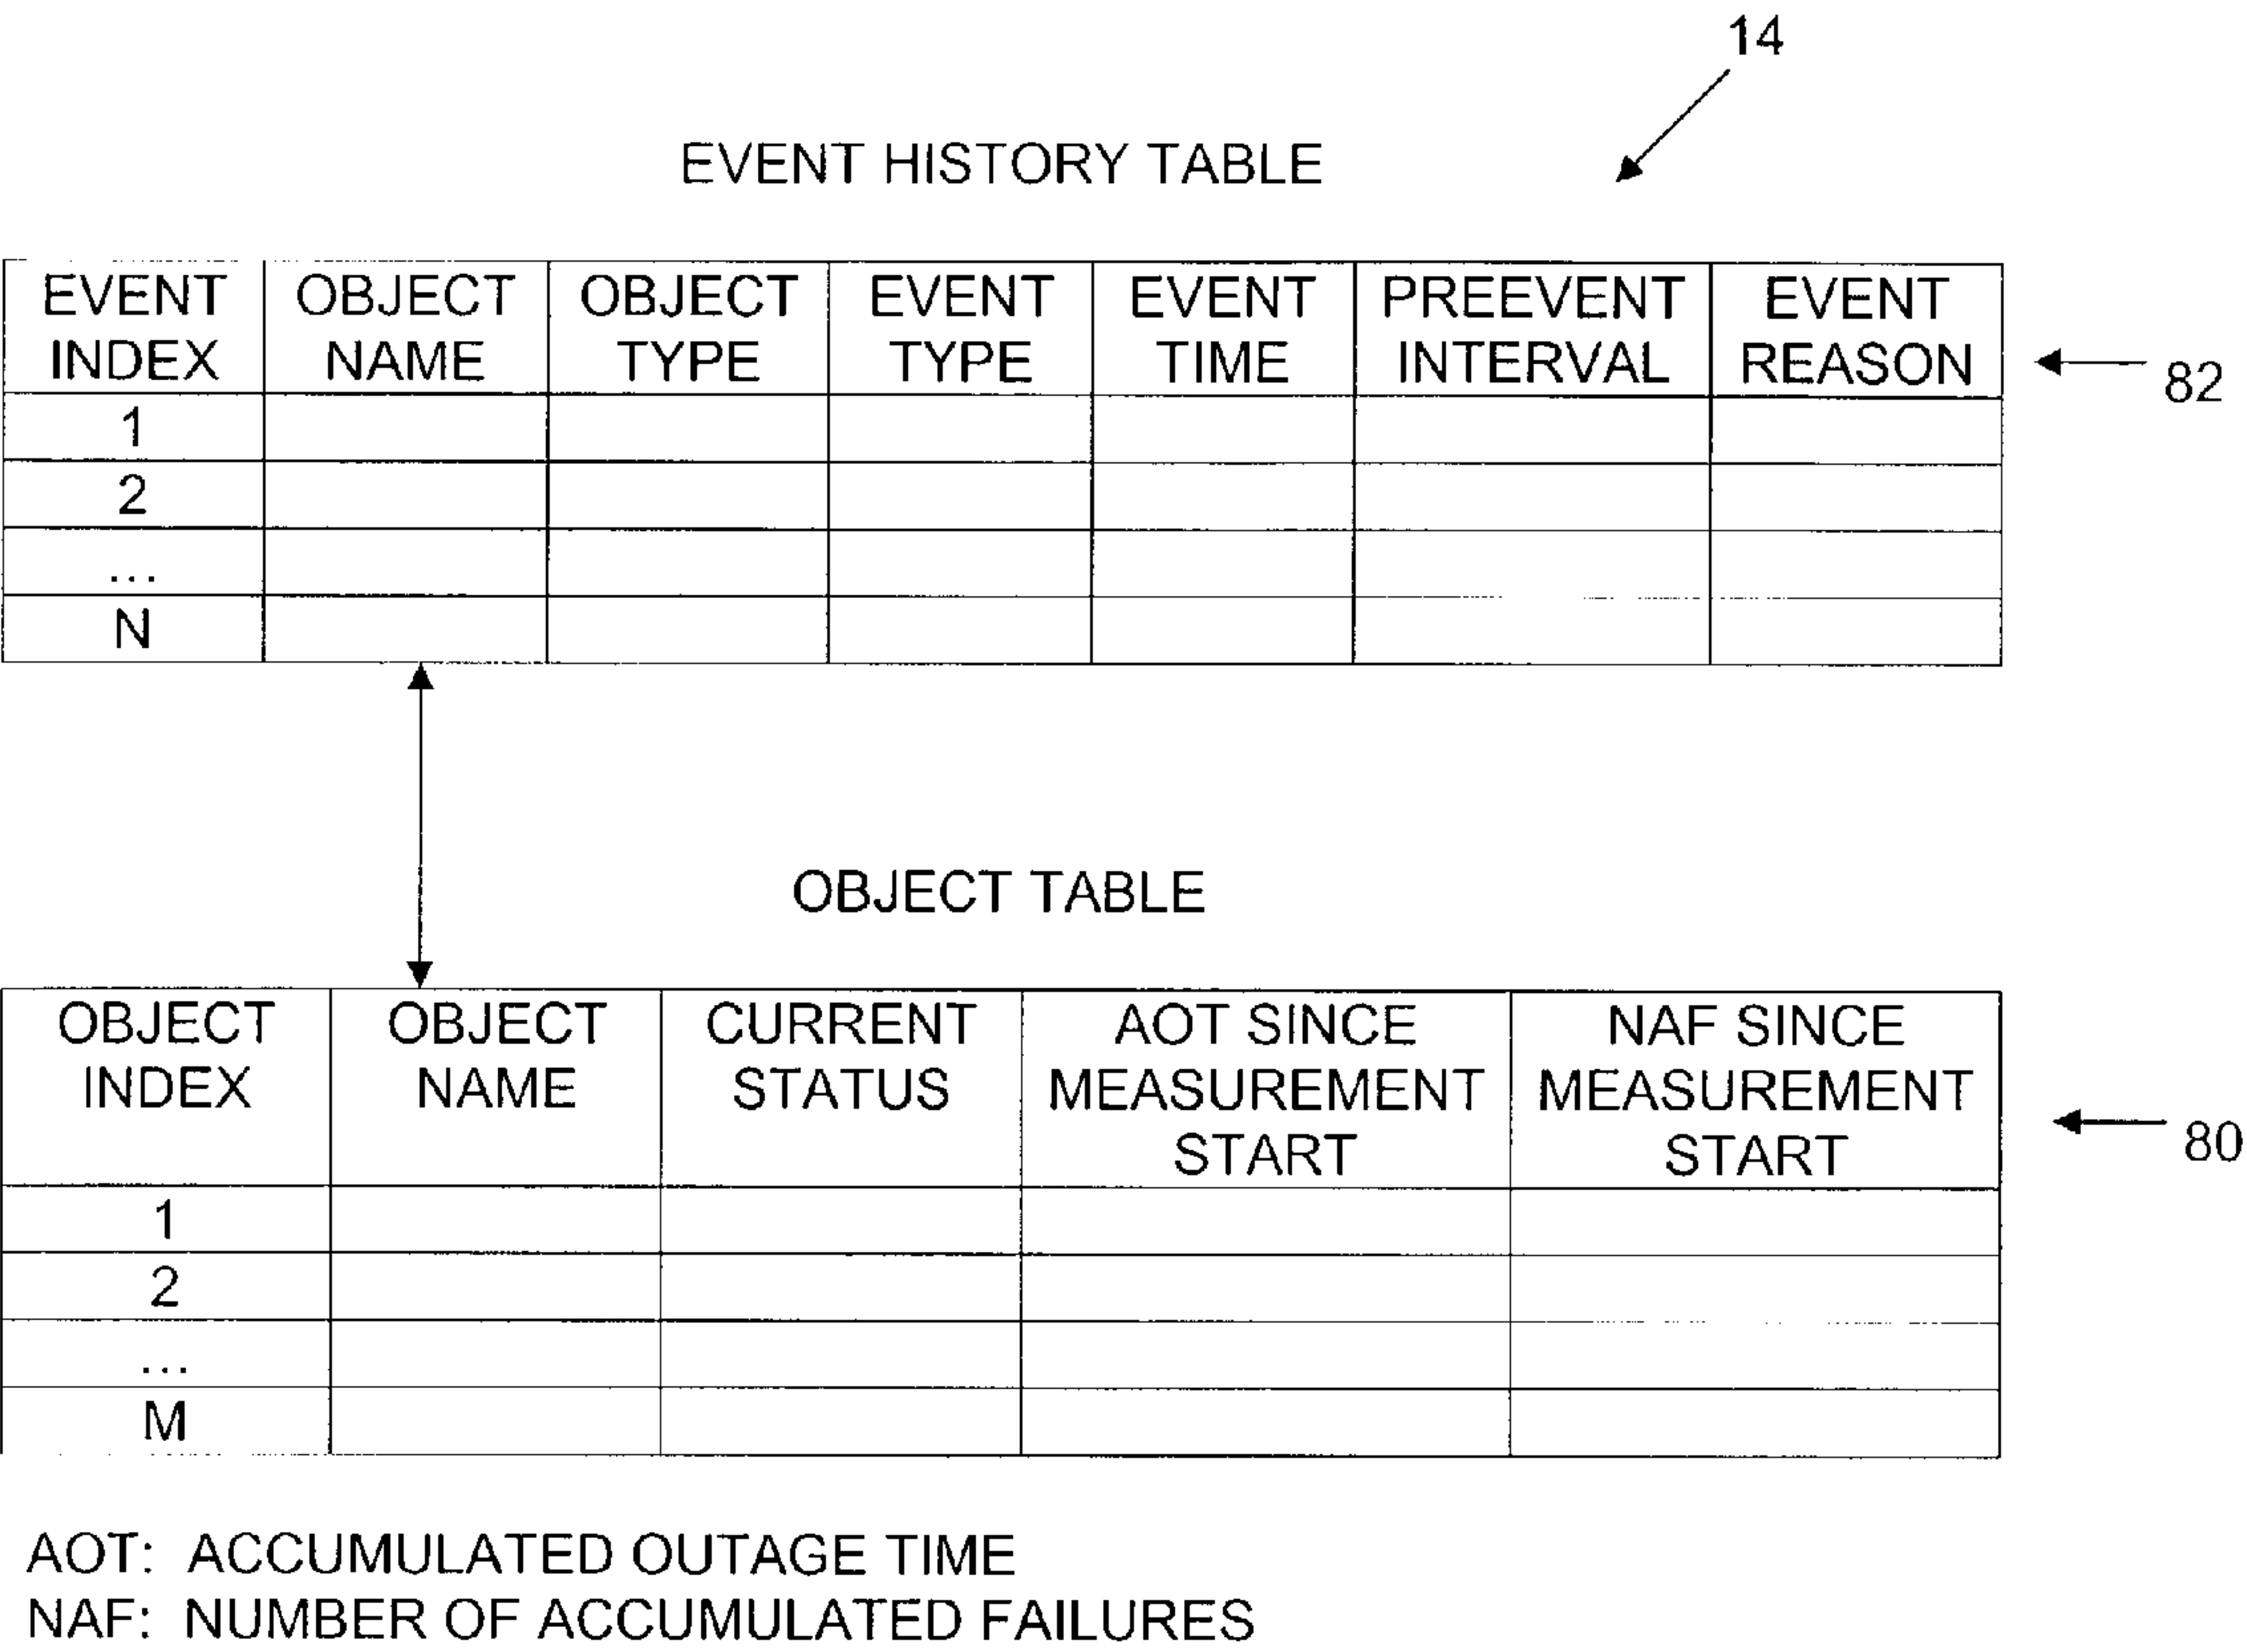 14
EVENT HISTORY TABLE
EVENT INDEX OBJECT NAME OBJECT TYPE EVENT TYPE EVENT TIME PREEVENT INTERVAL EVENT REASON
82
1
2
...
N
OBJECT TABLE
OBJECT INDEX OBJECT NAME CURRENT STATUS AOT SINCE MEASUREMENT START NAF SINCE MEASUREMENT START
80
1
2
...
M
AOT: ACCUMULATED OUTAGE TIME
NAF: NUMBER OF ACCUMULATED FAILURES